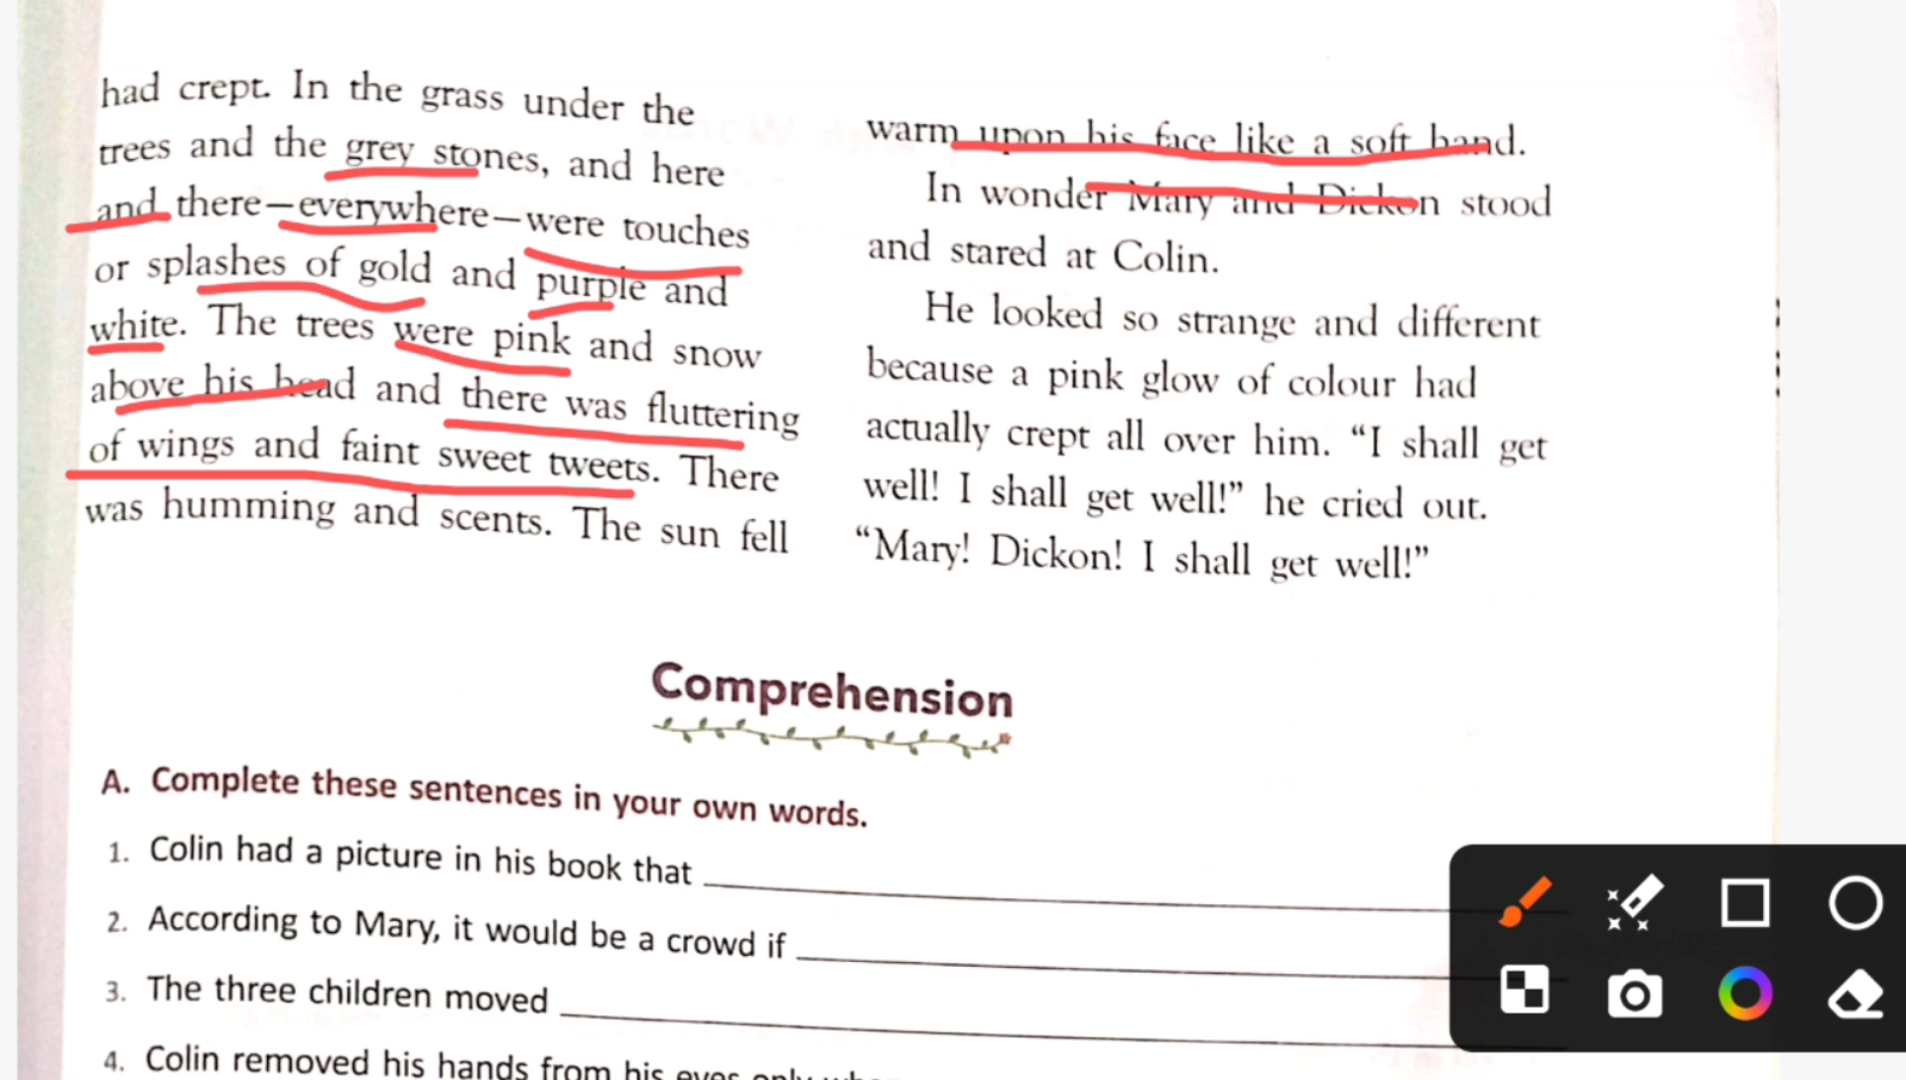 had crept. In the grass under the
trees and the grey stones, and here
and there—everywhere—were touches
or splashes of gold and purple and
white. The trees were pink and snow
above his head and there was fluttering
of wings and faint sweet tweets. There
was humming and scents. The sun fell
warm upon his face like a soft hand.
In wonder Mary and Dickon stood
and stared at Colin.
He looked so strange and different
because a pink glow of colour had
actually crept all over him. “I shall get
well! I shall get well!” he cried out.
“Mary! Dickon! I shall get well!”
Comprehension
A. Complete these sentences in your own words.
1. Colin had a picture in his book that
2. According to Mary, it would be a crowd if
3. The three children moved
4. Colin removed his hands from his eyes only